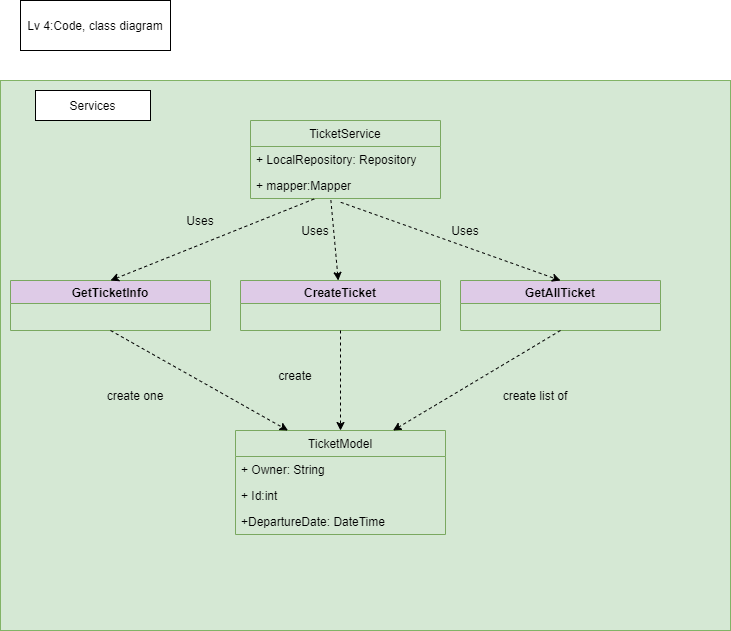 Lv 4:Code, class diagram
Services
TicketService
+ LocalRepository: Repository
+ mapper:Mapper
Uses
Uses
Uses
GetTicketInfo
CreateTicket
GetAllTicket
create one
create
create list of
TicketModel
+ Owner: String
+ Id:int
+DepartureDate: DateTime